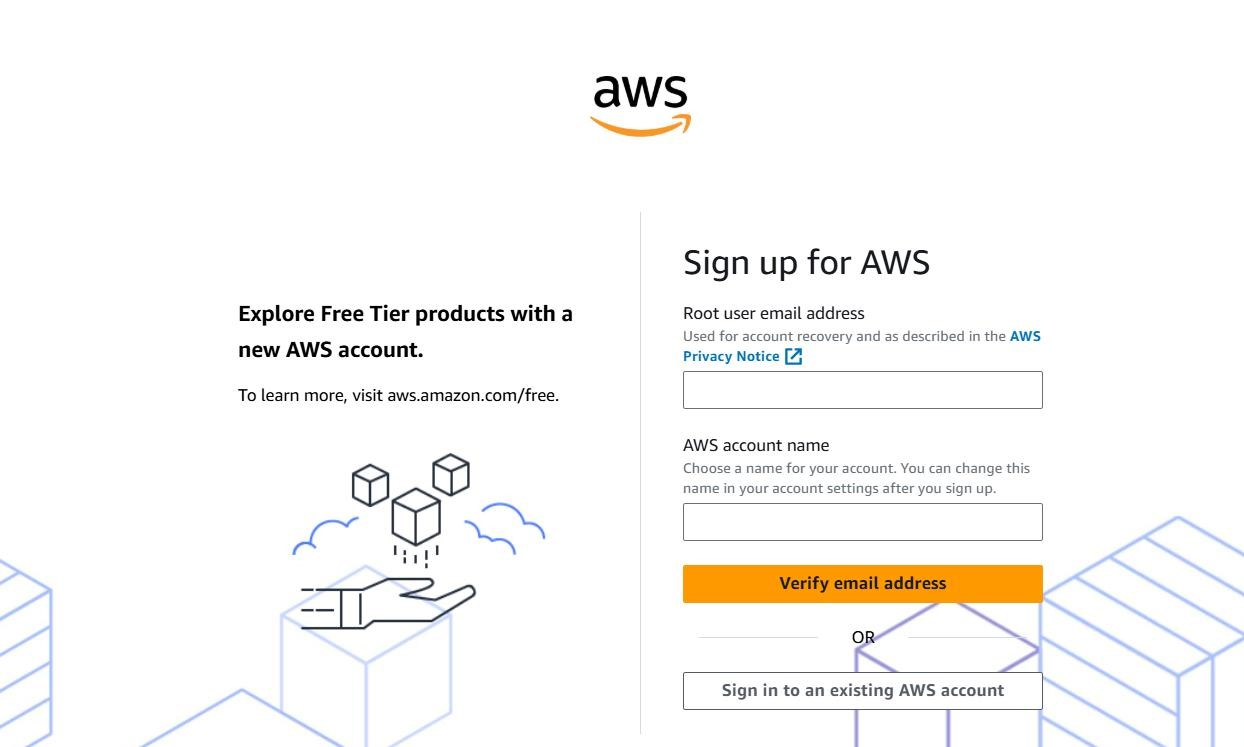 aws
Explore Free Tier products with a
new AWS account.
To learn more, visit aws.amazon.com/free.
Sign up for AWS
Root user email address
Used for account recovery and as described in the AWS
Privacy Notice
AWS account name
Choose a name for your account. You can change this
name in your account settings after you sign up.
Verify email address
OR
Sign in to an existing AWS account